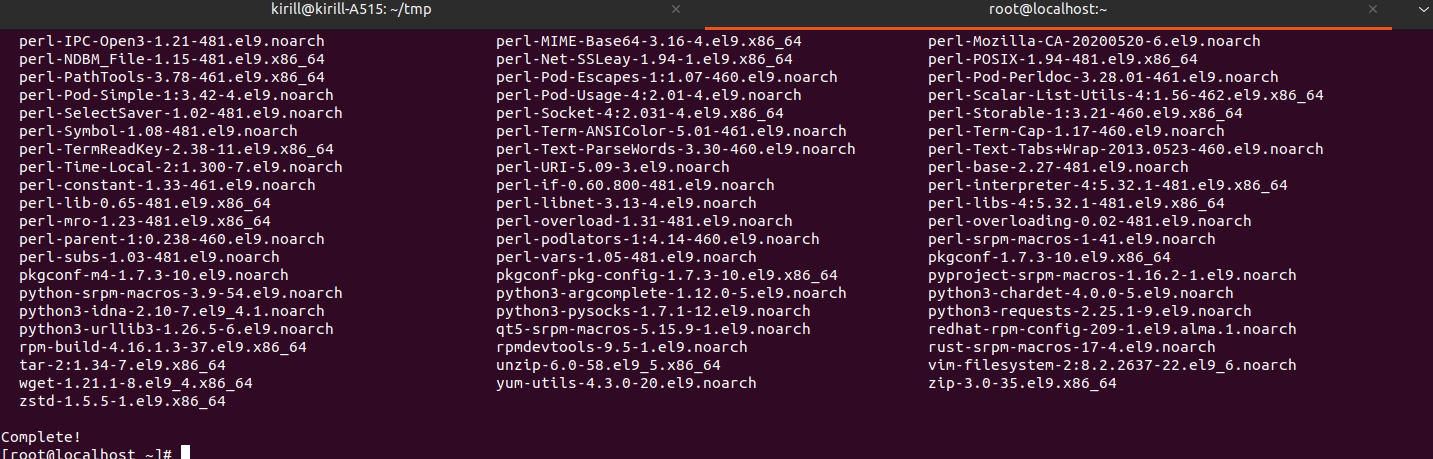 kirill@kirill-A515: ~/tmp × root@localhost:~ ×
perl-IPC-Open3-1.21-481.el9.noarch perl-MIME-Base64-3.16-4.el9.x86_64 perl-Mozilla-CA-20200520-6.el9.noarch
perl-NDBM_File-1.15-481.el9.x86_64 perl-Net-SSLeay-1.94-1.el9.x86_64 perl-POSIX-1.94-481.el9.x86_64
perl-PathTools-3.78-461.el9.x86_64 perl-Pod-Escapes-1:1.07-460.el9.noarch perl-Pod-Perldoc-3.28.01-461.el9.noarch
perl-Pod-Simple-1:3.42-4.el9.noarch perl-Pod-Usage-4:2.01-4.el9.noarch perl-Scalar-List-Utils-4:1.56-462.el9.x86_64
perl-SelectSaver-1.02-481.el9.noarch perl-Socket-4:2.031-4.el9.x86_64 perl-Storable-1:3.21-460.el9.x86_64
perl-Symbol-1.08-481.el9.noarch perl-Term-ANSIColor-5.01-461.el9.noarch perl-Term-Cap-1.17-460.el9.noarch
perl-TermReadKey-2.38-11.el9.x86_64 perl-Text-ParseWords-3.30-460.el9.noarch perl-Text-Tabs+Wrap-2013.0523-460.el9.noarch
perl-Time-Local-2:1.300-7.el9.noarch perl-URI-5.09-3.el9.noarch perl-base-2.27-481.el9.noarch
perl-constant-1.33-461.el9.noarch perl-if-0.60.800-481.el9.noarch perl-interpreter-4:5.32.1-481.el9.x86_64
perl-lib-0.65-481.el9.x86_64 perl-libnet-3.13-4.el9.noarch perl-libs-4:5.32.1-481.el9.x86_64
perl-mro-1.23-481.el9.x86_64 perl-overload-1.31-481.el9.noarch perl-overloading-0.02-481.el9.noarch
perl-parent-1:0.238-460.el9.noarch perl-podlators-1:4.14-460.el9.noarch perl-srpm-macros-1-41.el9.noarch
perl-subs-1.03-481.el9.noarch perl-vars-1.05-481.el9.noarch pkgconf-1.7.3-10.el9.x86_64
pkgconf-m4-1.7.3-10.el9.noarch pkgconf-pkg-config-1.7.3-10.el9.x86_64 pyproject-srpm-macros-1.16.2-1.el9.noarch
python-srpm-macros-3.9-54.el9.noarch python3-argcomplete-1.12.0-5.el9.noarch python3-chardet-4.0.0-5.el9.noarch
python3-idna-2.10-7.el9_4.1.noarch python3-pysocks-1.7.1-12.el9.noarch python3-requests-2.25.1-9.el9.noarch
python3-urllib3-1.26.5-6.el9.noarch qt5-srpm-macros-5.15.9-1.el9.noarch redhat-rpm-config-209-1.el9.alma.1.noarch
rpm-build-4.16.1.3-37.el9.x86_64 rpmdevtools-9.5-1.el9.noarch rust-srpm-macros-17-4.el9.noarch
tar-2:1.34-7.el9.x86_64 unzip-6.0-58.el9_5.x86_64 vim-filesystem-2:8.2.2637-22.el9_6.noarch
wget-1.21.1-8.el9_4.x86_64 yum-utils-4.3.0-20.el9.noarch zip-3.0-35.el9.x86_64
zstd-1.5.5-1.el9.x86_64
Complete!
[root@localhost ~]#